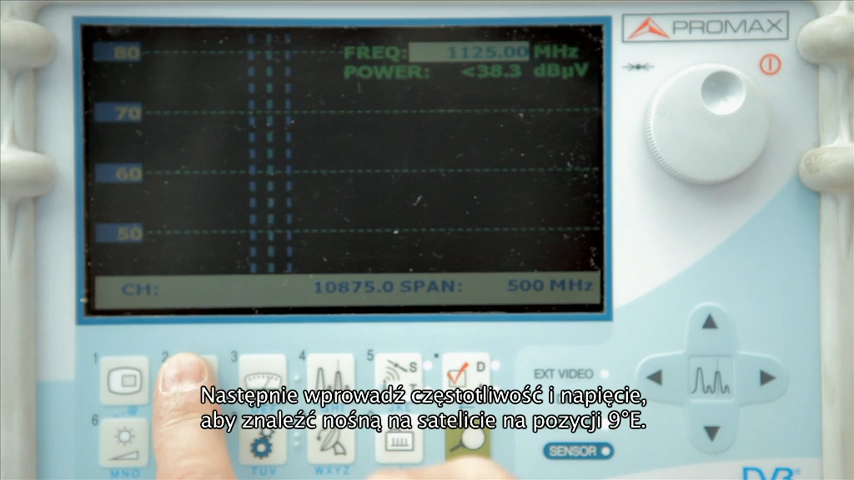 80
FREQ: 1125.00 MHz
POWER: <38.3 dBµV
70
60
50
CH: 10875.0 SPAN: 500 MHz
PROMAX
1 2 3 4 5 D
S
T
EXT VIDEO
6
MNO TUV WXYZ
SENSOR
Następnie wprowadź częstotliwość i napięcie,
aby znaleźć nośną na satelicie na pozycji 9°E.